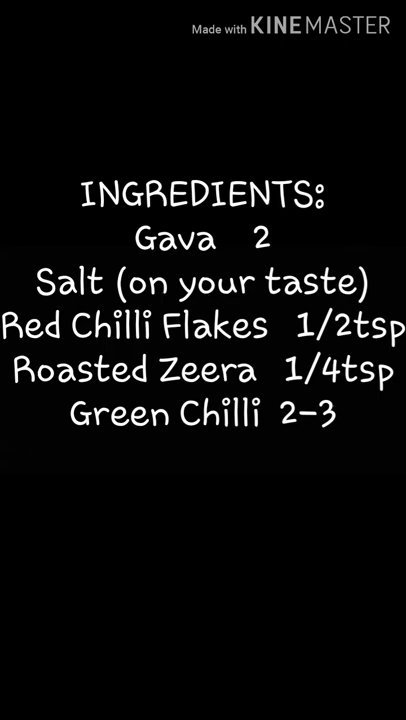 Made with KINEMASTER
INGREDIENTS:
Gava 2
Salt (on your taste)
Red Chilli Flakes 1/2tsp
Roasted Zeera 1/4tsp
Green Chilli 2-3